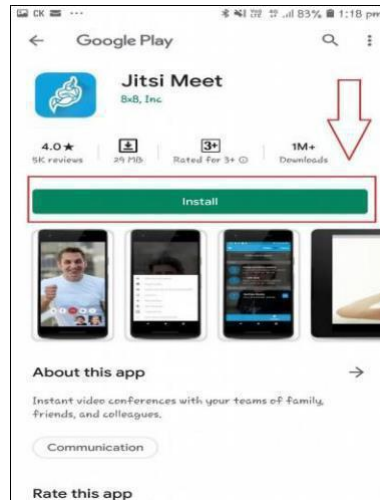 CK 83% 1:18 pm
Google Play
Jitsi Meet
8x8, Inc
4.0★ 3+ 1M+
5K reviews 29 MB Rated for 3+ Downloads
Install
About this app
Instant video conferences with your teams of family,
friends, and colleagues.
Communication
Rate this app